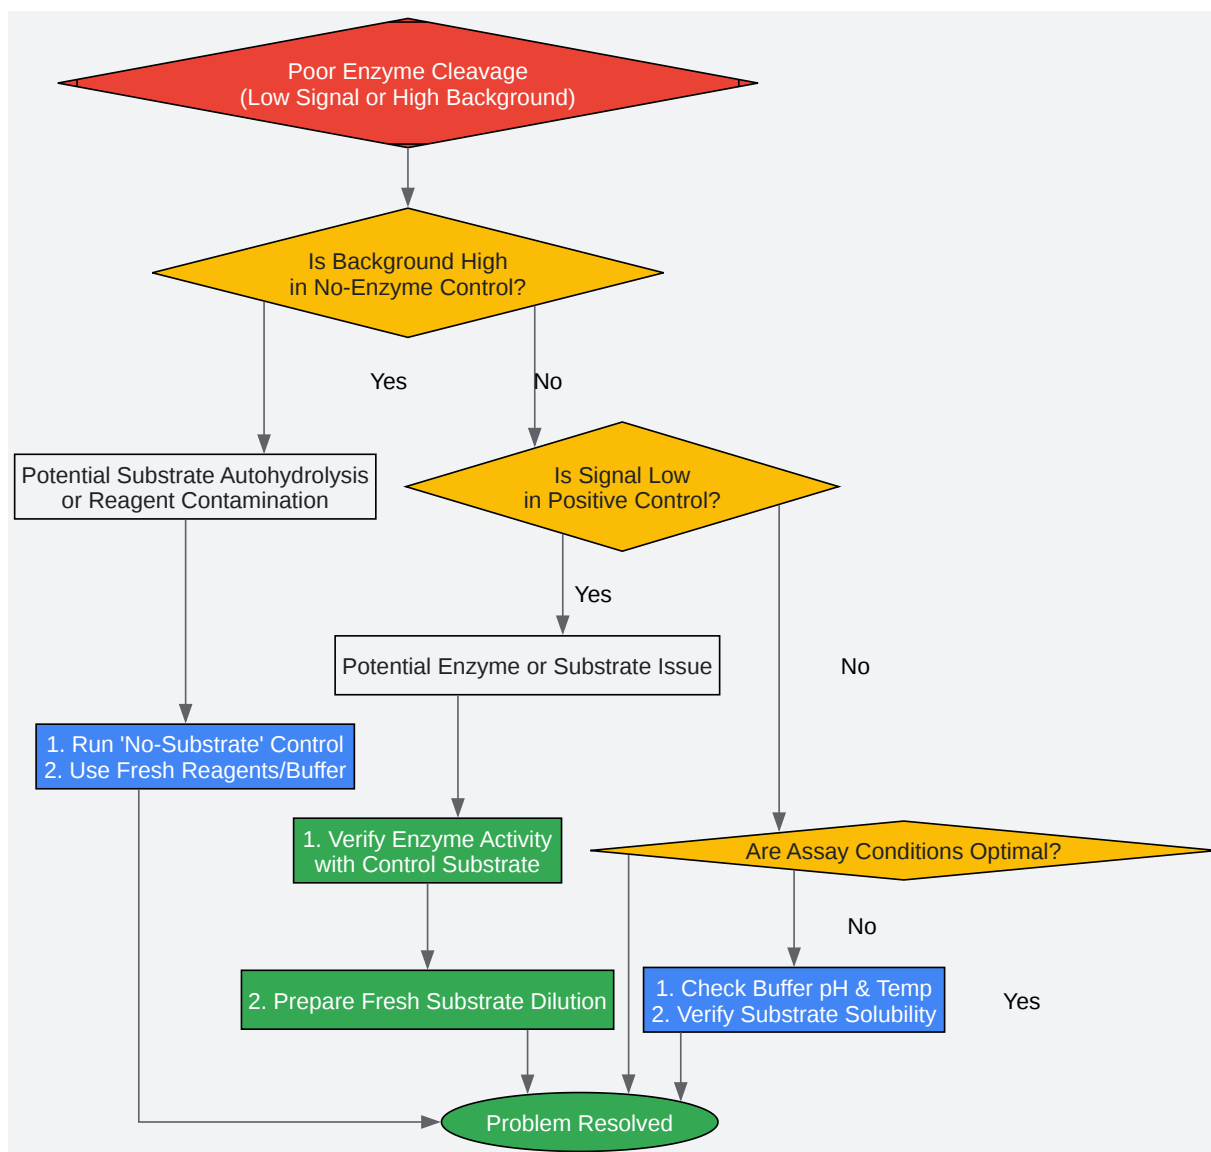 Poor Enzyme Cleavage
(Low Signal or High Background)
Is Background High
in No-Enzyme Control?
Yes
No
Potential Substrate Autohydrolysis
or Reagent Contamination
Is Signal Low
in Positive Control?
Yes
Potential Enzyme or Substrate Issue
No
1. Run 'No-Substrate' Control
2. Use Fresh Reagents/Buffer
1. Verify Enzyme Activity
with Control Substrate
Are Assay Conditions Optimal?
No
2. Prepare Fresh Substrate Dilution
1. Check Buffer pH & Temp
2. Verify Substrate Solubility
Yes
Problem Resolved